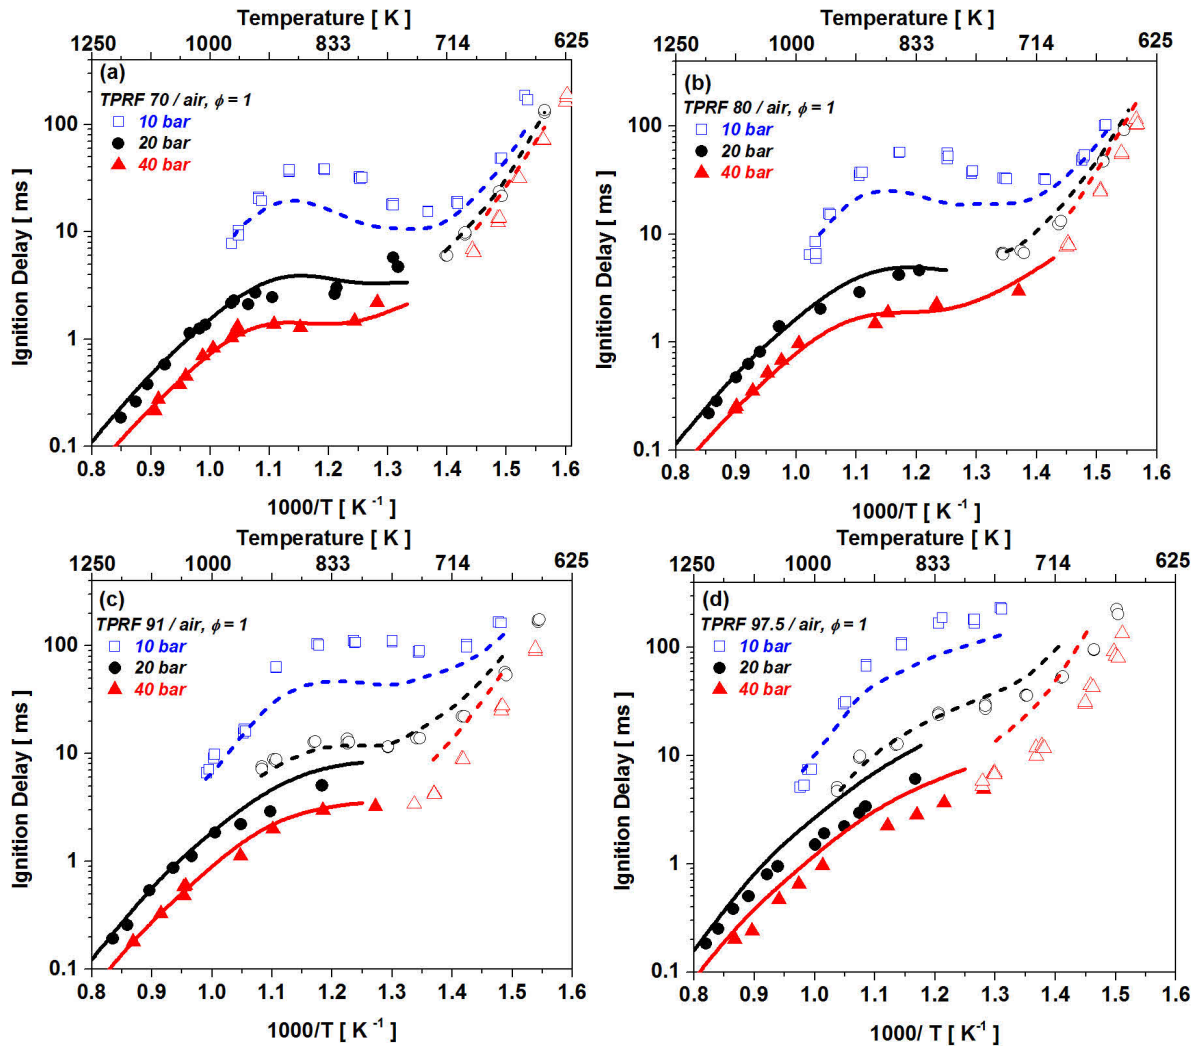 Temperature [ K ]
1250 1000 833 714 625
(a)
TPRF 70 / air, ϕ = 1
10 bar
20 bar
40 bar
100
10
1
0.1
Ignition Delay [ ms ]
0.8 0.9 1.0 1.1 1.2 1.3 1.4 1.5 1.6
1000/T [ K -1 ]
Temperature [ K ]
1250 1000 833 714 625
(b)
TPRF 80 / air, ϕ = 1
10 bar
20 bar
40 bar
100
10
1
0.1
Ignition Delay [ ms ]
0.8 0.9 1.0 1.1 1.2 1.3 1.4 1.5 1.6
1000/T [ K -1 ]
Temperature [ K ]
1250 1000 833 714 625
(c)
TPRF 91 / air, ϕ = 1
10 bar
20 bar
40 bar
100
10
1
0.1
Ignition Delay [ ms ]
0.8 0.9 1.0 1.1 1.2 1.3 1.4 1.5 1.6
1000/T [ K -1 ]
Temperature [ K ]
1250 1000 833 714 625
(d)
TPRF 97.5 / air, ϕ = 1
10 bar
20 bar
40 bar
100
10
1
0.1
Ignition Delay [ ms ]
0.8 0.9 1.0 1.1 1.2 1.3 1.4 1.5 1.6
1000/ T [ K -1 ]